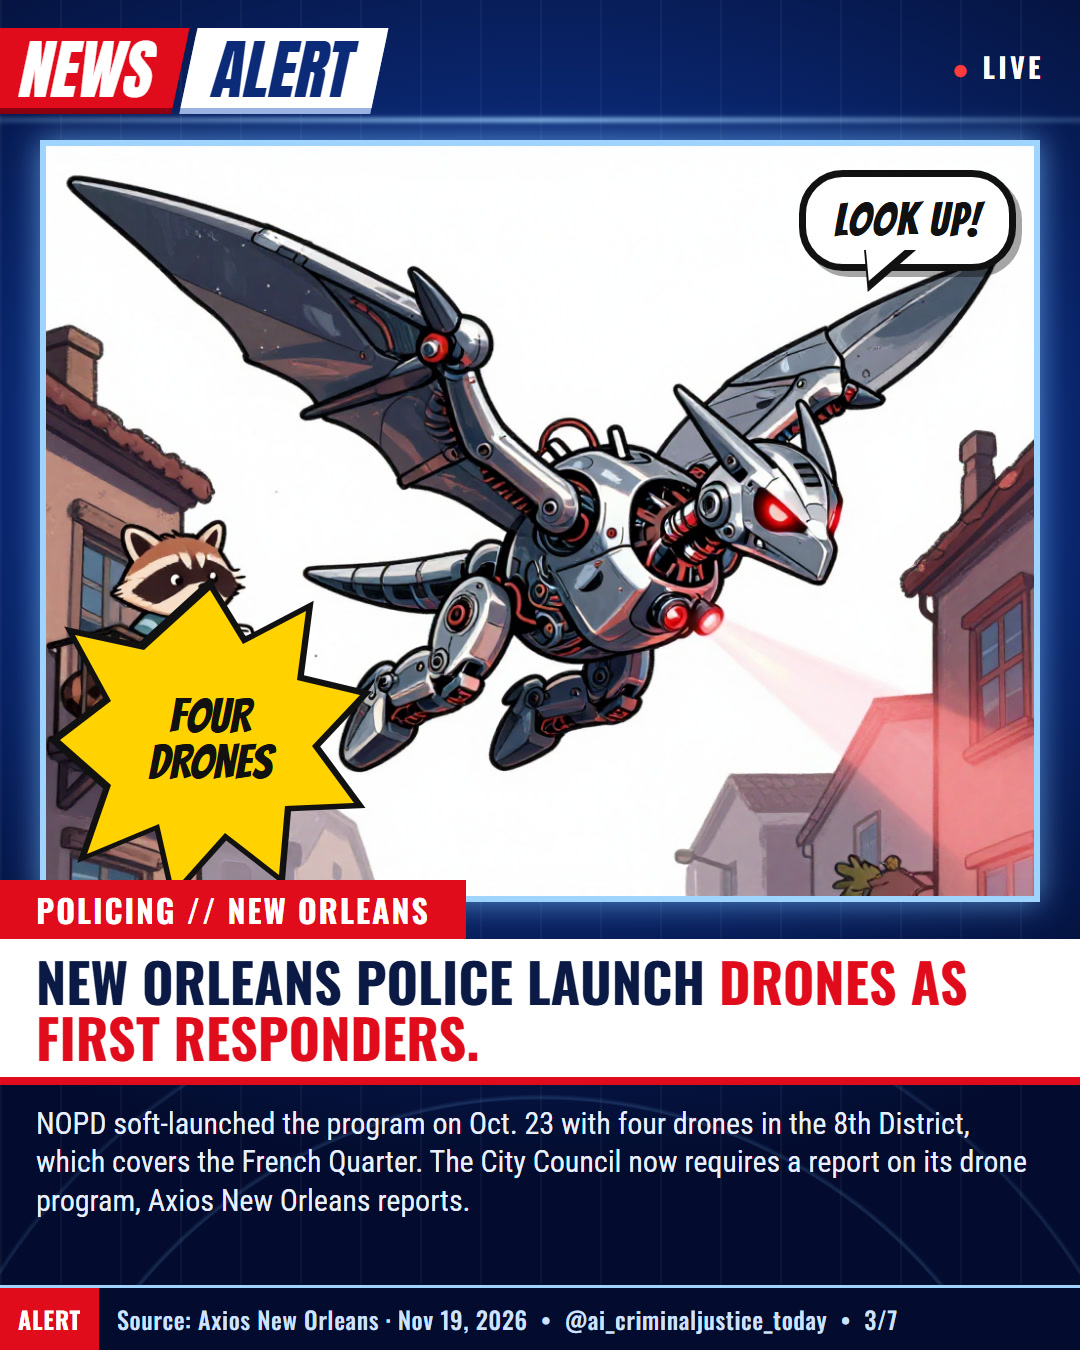 NEWS ALERT
LIVE
LOOK UP!
FOUR
DRONES
POLICING // NEW ORLEANS
NEW ORLEANS POLICE LAUNCH DRONES AS
FIRST RESPONDERS.
NOPD soft-launched the program on Oct. 23 with four drones in the 8th District,
which covers the French Quarter. The City Council now requires a report on its drone
program, Axios New Orleans reports.
ALERT
Source: Axios New Orleans · Nov 19, 2026 • @ai_criminaljustice_today • 3/7